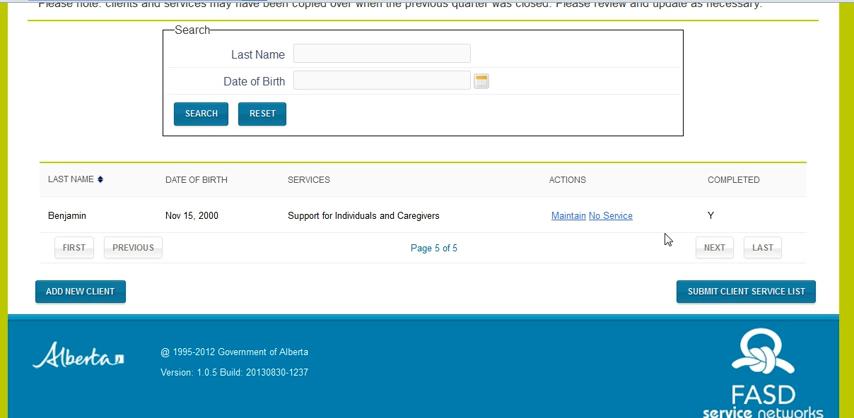 Please note: clients and services may have been copied over when the previous quarter was closed. Please review and update as necessary.
Search
Last Name
Date of Birth
SEARCH RESET
LAST NAME DATE OF BIRTH SERVICES ACTIONS COMPLETED
Benjamin Nov 15, 2000 Support for Individuals and Caregivers Maintain No Service Y
FIRST PREVIOUS Page 5 of 5 NEXT LAST
ADD NEW CLIENT SUBMIT CLIENT SERVICE LIST
Alberta
@ 1995-2012 Government of Alberta
Version: 1.0.5 Build: 20130830-1237
FASD
service networks